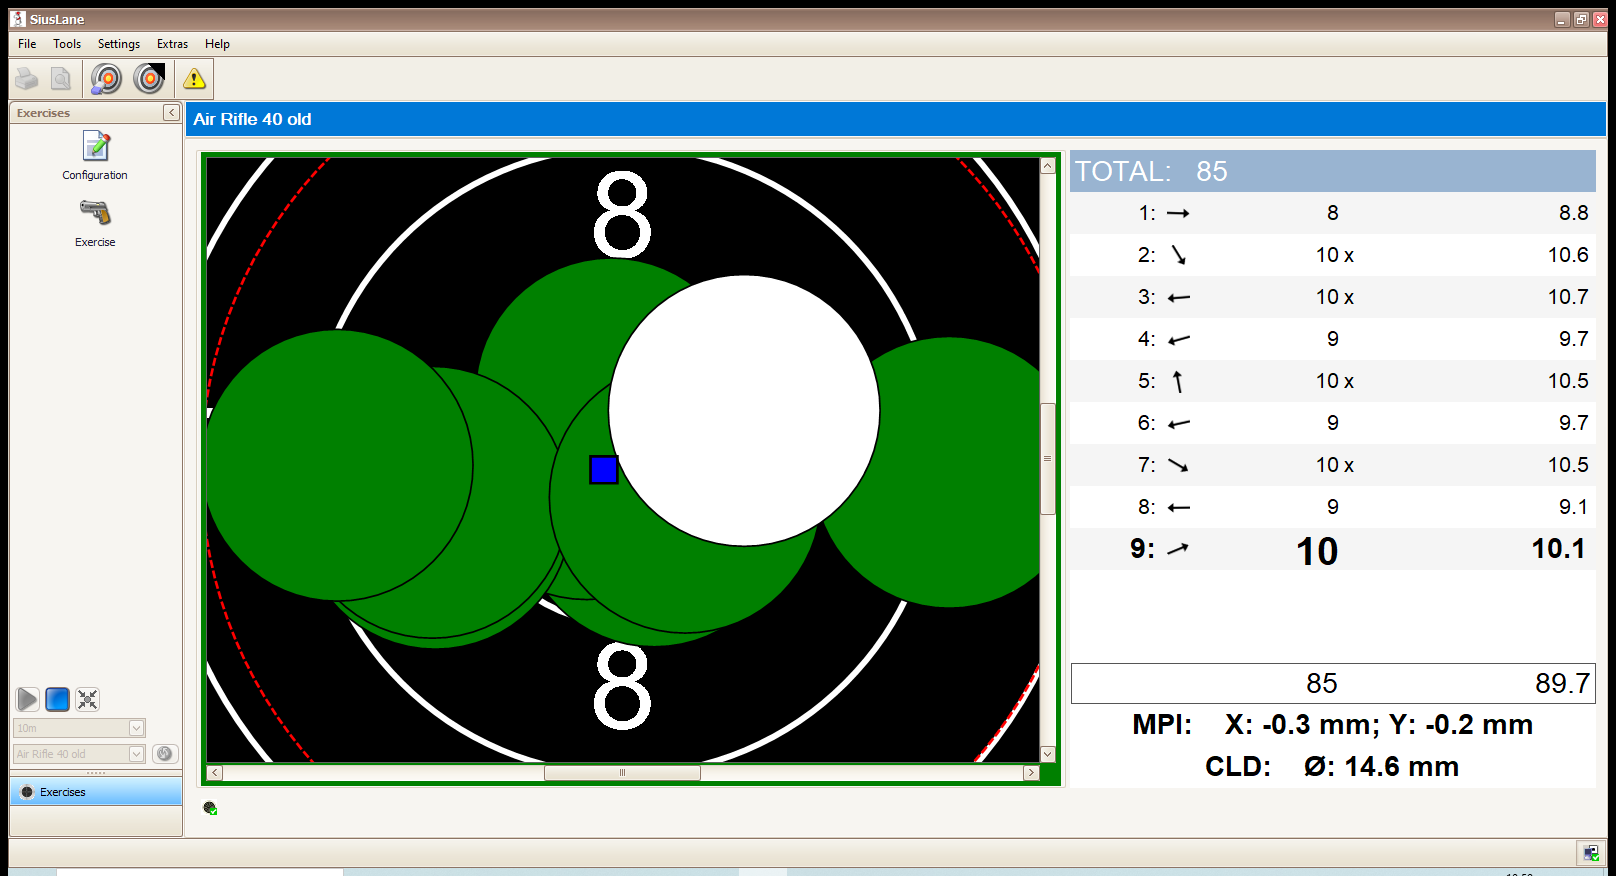 SiusLane
File Tools Settings Extras Help
Exercises
Configuration
Exercise
10m
Air Rifle 40 old
Exercises
Air Rifle 40 old
8
8
TOTAL: 85
1: 8 8.8
2: 10 x 10.6
3: 10 x 10.7
4: 9 9.7
5: 10 x 10.5
6: 9 9.7
7: 10 x 10.5
8: 9 9.1
9: 10 10.1
85 89.7
MPI: X: -0.3 mm; Y: -0.2 mm
CLD: Ø: 14.6 mm